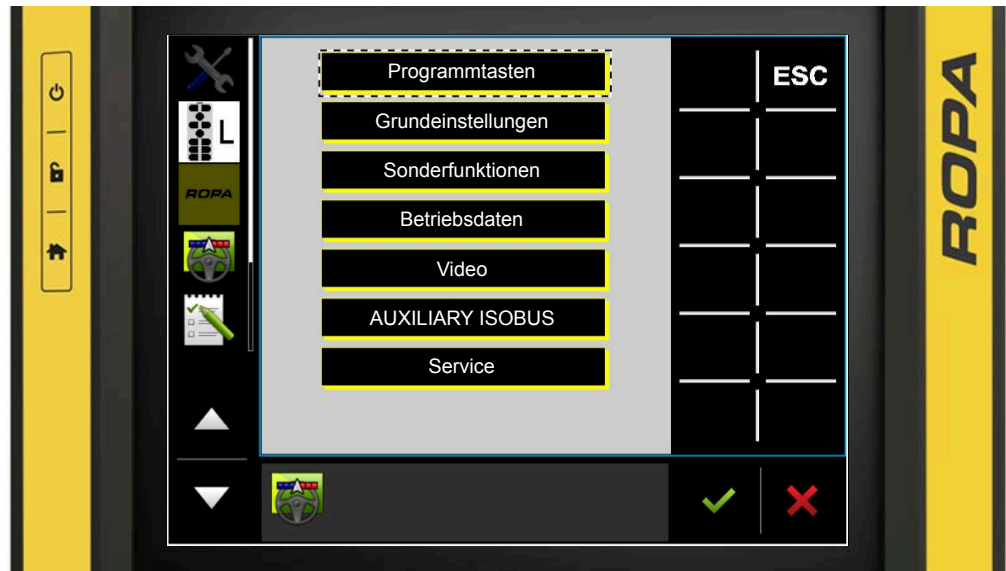 Programmtasten
ESC
L
Grundeinstellungen
Sonderfunktionen
ROPA
Betriebsdaten
Video
AUXILIARY ISOBUS
Service
ROPA